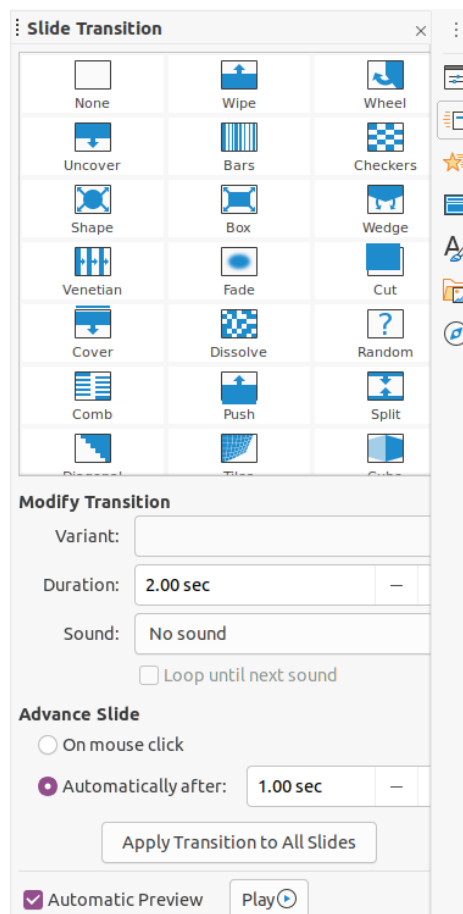 Slide Transition
None Wipe Wheel
Uncover Bars Checkers
Shape Box Wedge
Venetian Fade Cut
Cover Dissolve Random
Comb Push Split
Diagonal Tiles
Modify Transition
Variant:
Duration: 2.00 sec
Sound: No sound
Loop until next sound
Advance Slide
On mouse click
Automatically after: 1.00 sec
Apply Transition to All Slides
Automatic Preview Play